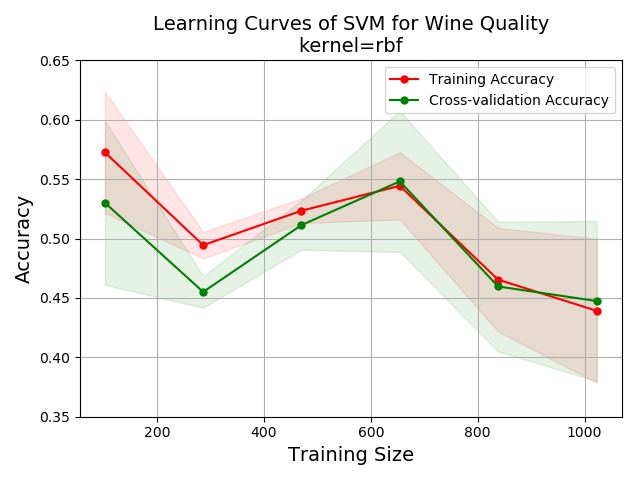 Learning Curves of SVM for Wine Quality
kernel=rbf
Training Accuracy
Cross-validation Accuracy
Accuracy
0.65
0.60
0.55
0.50
0.45
0.40
0.35
200 400 600 800 1000
Training Size